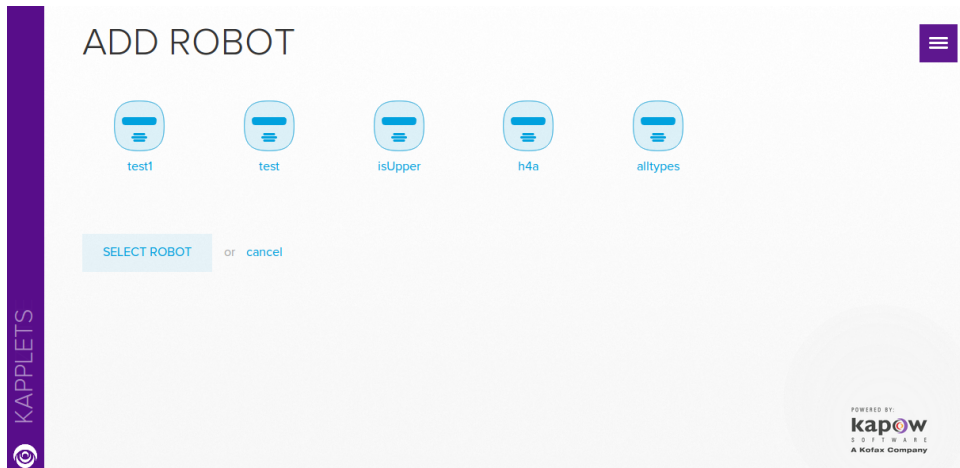 ADD ROBOT
test1
test
isUpper
h4a
alltypes
SELECT ROBOT or cancel
KAPPLETS
POWERED BY:
kapow
SOFTWARE
A Kofax Company